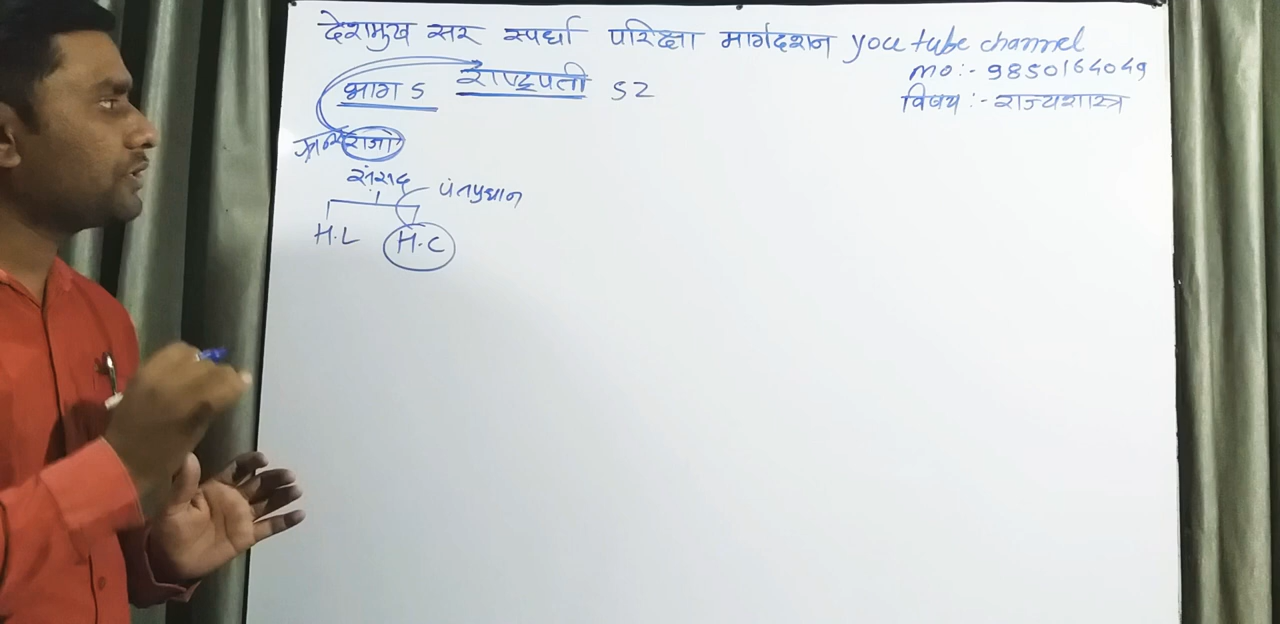 देशमुख सर स्पर्धा परिक्षा मार्गदर्शन you tube channel
mo:- 9850164049
भाग 5 राष्ट्रपती 52
विषय :- राज्यशास्त्र
राजा
संसद
पंतप्रधान
H.L H.C